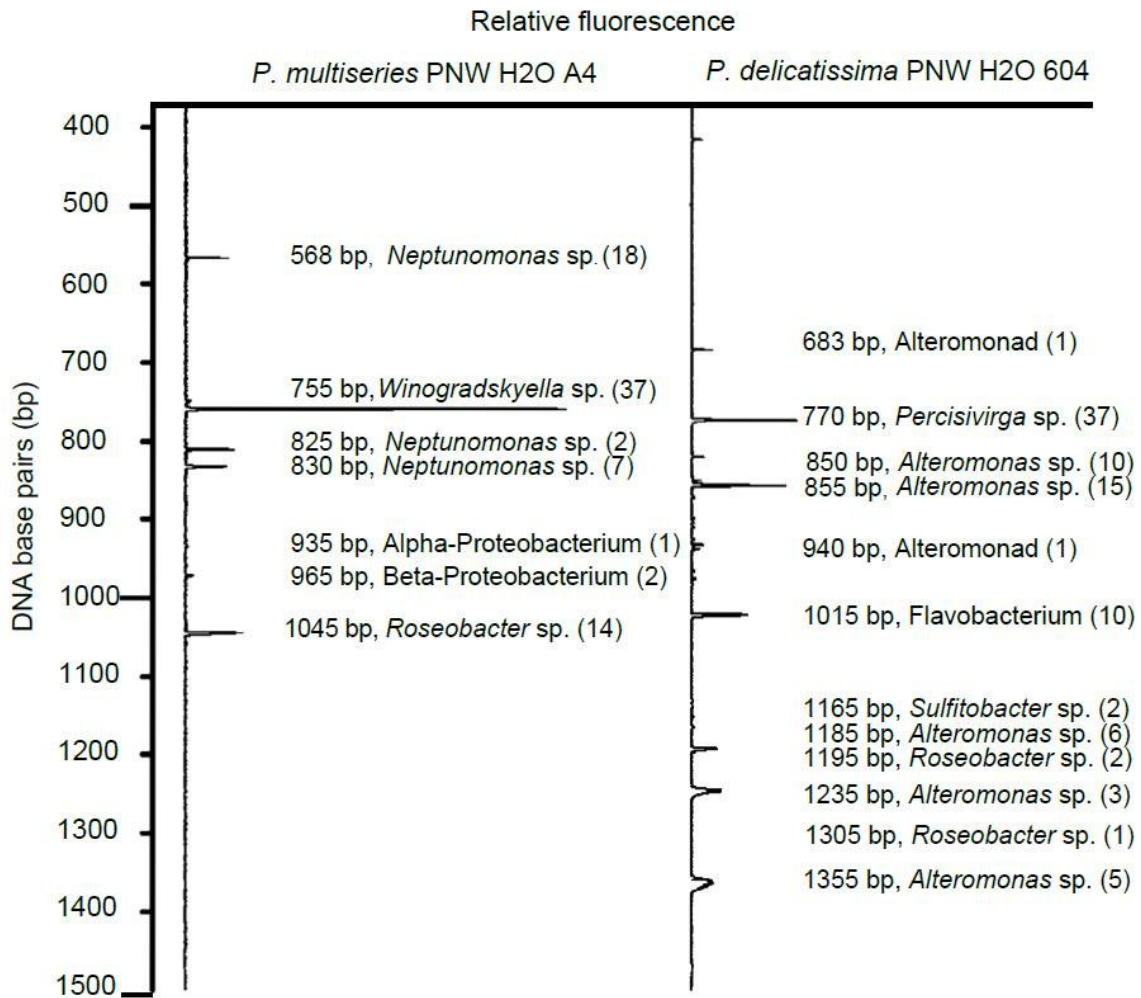 Relative fluorescence
P. multiseries PNW H2O A4
P. delicatissima PNW H2O 604
DNA base pairs (bp)
400
500
600
700
800
900
1000
1100
1200
1300
1400
1500
568 bp, Neptunomonas sp. (18)
755 bp, Winogradskyella sp. (37)
825 bp, Neptunomonas sp. (2)
830 bp, Neptunomonas sp. (7)
935 bp, Alpha-Proteobacterium (1)
965 bp, Beta-Proteobacterium (2)
1045 bp, Roseobacter sp. (14)
683 bp, Alteromonad (1)
770 bp, Percisivirga sp. (37)
850 bp, Alteromonas sp. (10)
855 bp, Alteromonas sp. (15)
940 bp, Alteromonad (1)
1015 bp, Flavobacterium (10)
1165 bp, Sulfitobacter sp. (2)
1185 bp, Alteromonas sp. (6)
1195 bp, Roseobacter sp. (2)
1235 bp, Alteromonas sp. (3)
1305 bp, Roseobacter sp. (1)
1355 bp, Alteromonas sp. (5)